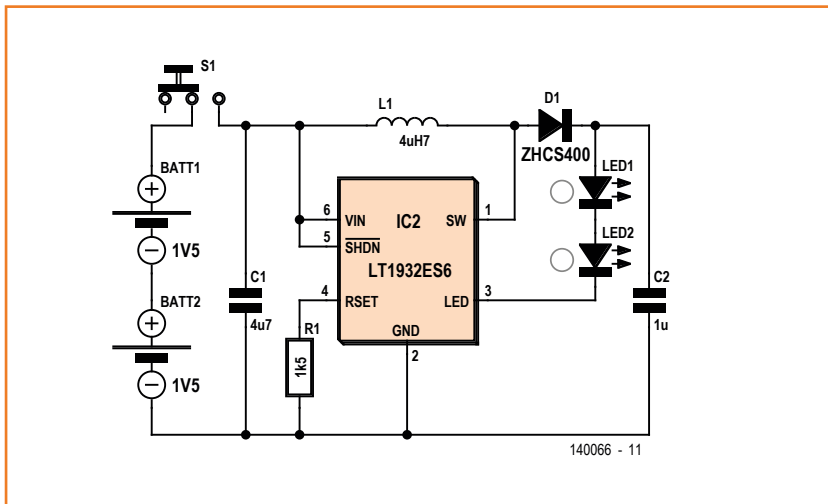 S1
BATT1
+
−
1V5
BATT2
+
−
1V5
C1
4u7
L1
4uH7
6
VIN
5
SHDN
4
RSET
IC2
LT1932ES6
SW
1
LED
3
GND
2
R1
1k5
D1
ZHCS400
LED1
LED2
C2
1u
140066 - 11